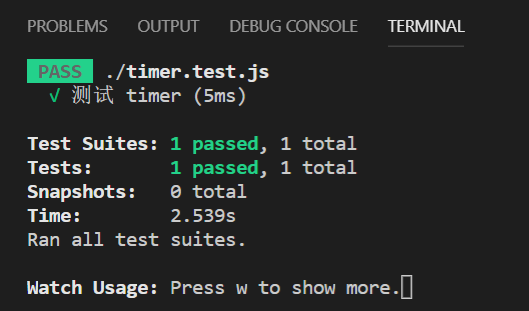 PROBLEMS OUTPUT DEBUG CONSOLE TERMINAL
PASS ./timer.test.js
√ 测试 timer (5ms)
Test Suites: 1 passed, 1 total
Tests: 1 passed, 1 total
Snapshots: 0 total
Time: 2.539s
Ran all test suites.
Watch Usage: Press w to show more.